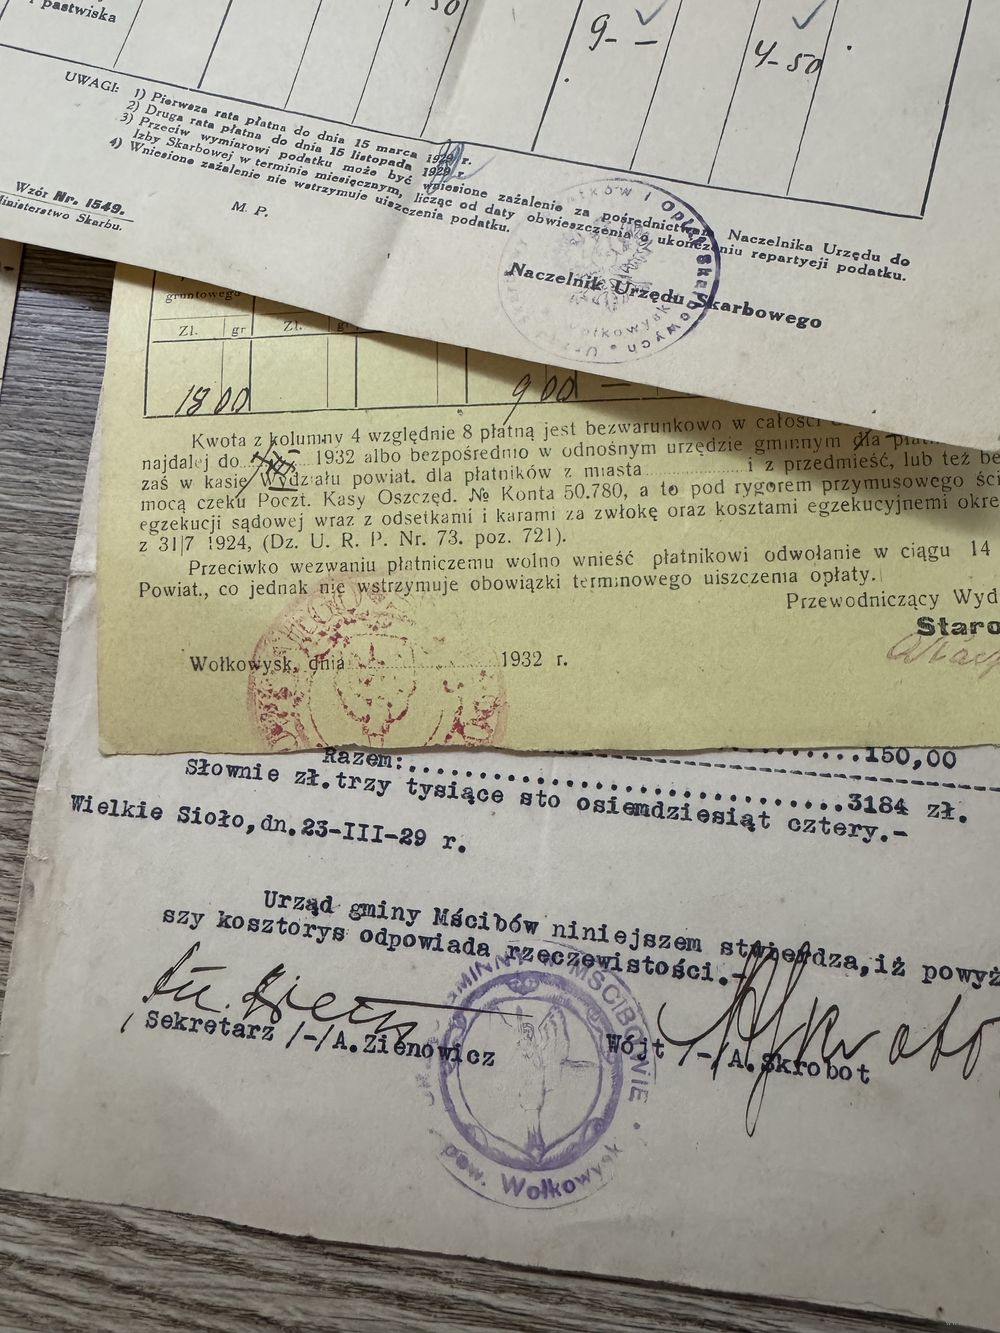 pastwiska
50
9- -
4-50
UWAGI: 1) Pierwsza rata płatna do dnia 15 marca 1929 r.
2) Druga rata płatna do dnia 15 listopada 1929 r.
3) Przeciw wymiarowi podatku może być wniesione zażalenie za pośrednictwem Naczelnika Urzędu do
Izby Skarbowej w terminie miesięcznym, licząc od daty obwieszczenia o ukończeniu repartycji podatku.
4) Wniesione zażalenie nie wstrzymuje uiszczenia podatku.
Wzór Nr. 1549.
Ministerstwo Skarbu.
M. P.
Naczelnik Urzędu Skarbowego
gruntowego
Zł. gr Zł. gr
18 00 9 00 —
Kwota z kolumny 4 względnie 8 płatną jest bezwarunkowo w całości
najdalej do 1932 albo bezpośrednio w odnośnym urzędzie gminnym dla
zaś w kasie Wydziału powiat. dla płatników z miasta i z przedmieść, lub też
mocą czeku Poczt. Kasy Oszczęd. № Konta 50.780, a to pod rygorem przymusowego
egzekucji sądowej wraz z odsetkami i karami za zwłokę oraz kosztami egzekucyjnemi
z 31|7 1924, (Dz. U. R. P. Nr. 73. poz. 721).
Przeciwko wezwaniu płatniczemu wolno wnieść płatnikowi odwołanie w ciągu 14
Powiat., co jednak nie wstrzymuje obowiązki terminowego uiszczenia opłaty.
Przewodniczący Wyd
Staro
Wołkowysk, dnia 1932 r.
150,00
Razem: 3184 zł.
Słownie zł.trzy tysiące sto osiemdziesiąt cztery.-
Wielkie Sioło,dn.23-III-29 r.
Urząd gminy Mścibów niniejszem stwierdza,iż powyż
szy kosztorys odpowiada rzeczewistości.-
Sekretarz /-/A.Zienowicz
Wójt /-/A.Skrobot
GMINNY W MŚCIBOWIE
pow. Wołkowysk